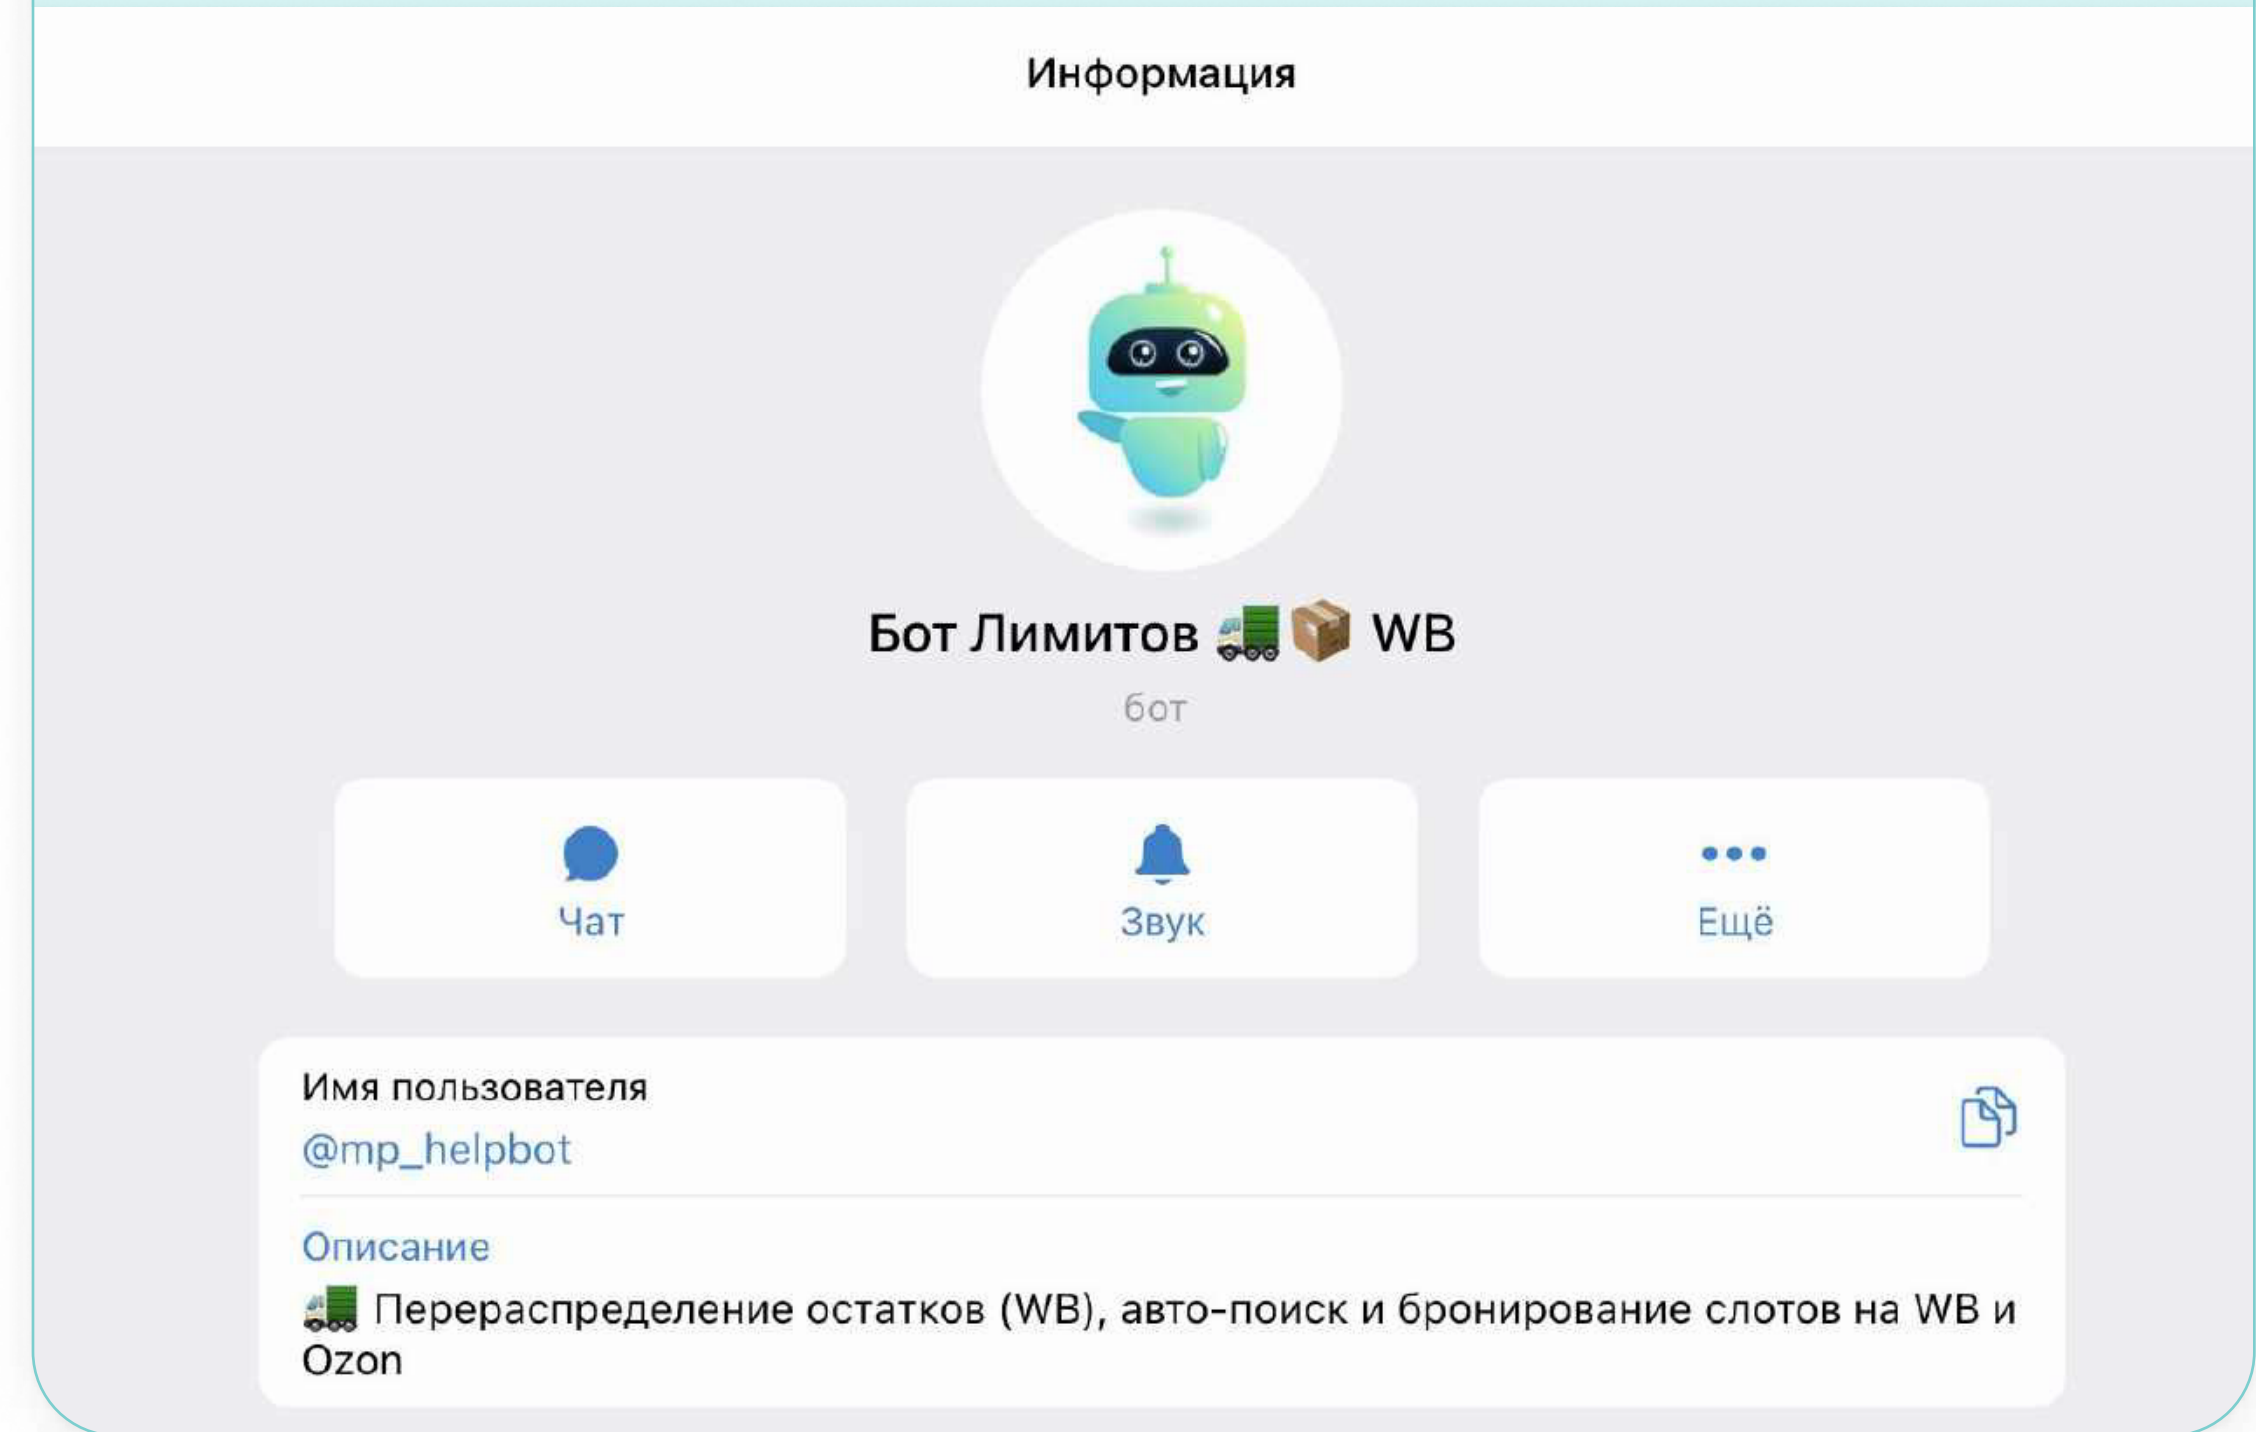 Информация
Бот Лимитов 🚛📦 WB
бот
Чат
Звук
Ещё
Имя пользователя
@mp_helpbot
Описание
🚛 Перераспределение остатков (WB), авто-поиск и бронирование слотов на WB и
Ozon